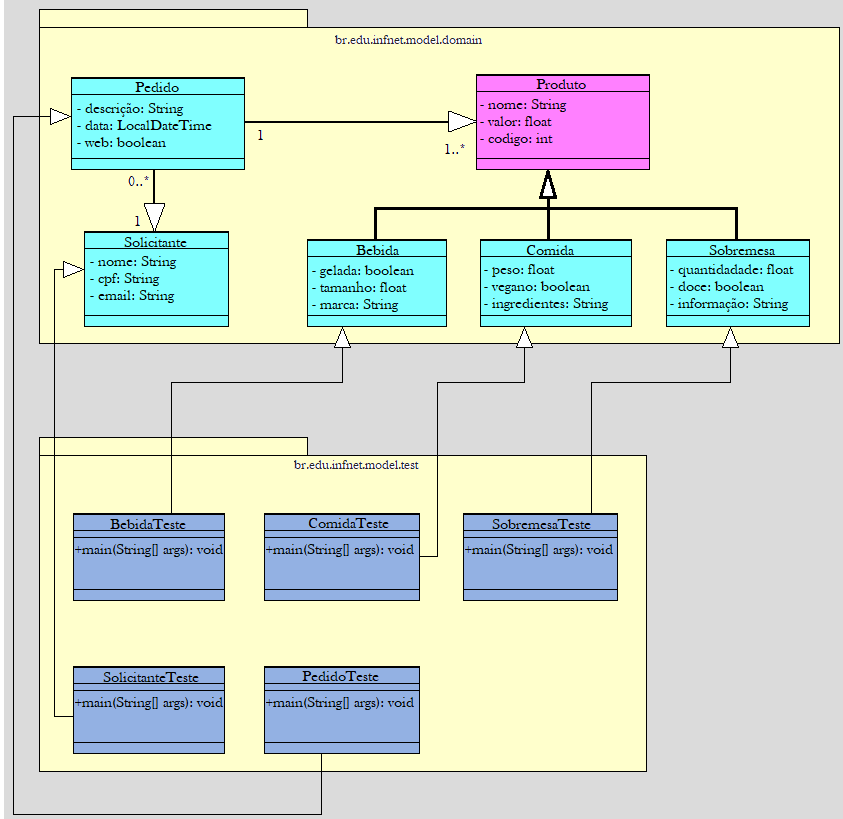 br.edu.infnet.model.domain
Pedido
- descrição: String
- data: LocalDateTime
- web: boolean
Produto
- nome: String
- valor: float
- codigo: int
1
1..*
0..*
1
Solicitante
- nome: String
- cpf: String
- email: String
Bebida
- gelada: boolean
- tamanho: float
- marca: String
Comida
- peso: float
- vegano: boolean
- ingredientes: String
Sobremesa
- quantidadade: float
- doce: boolean
- informação: String
br.edu.infnet.model.test
BebidaTeste
+main(String[] args): void
ComidaTeste
+main(String[] args): void
SobremesaTeste
+main(String[] args): void
SolicitanteTeste
+main(String[] args): void
PedidoTeste
+main(String[] args): void